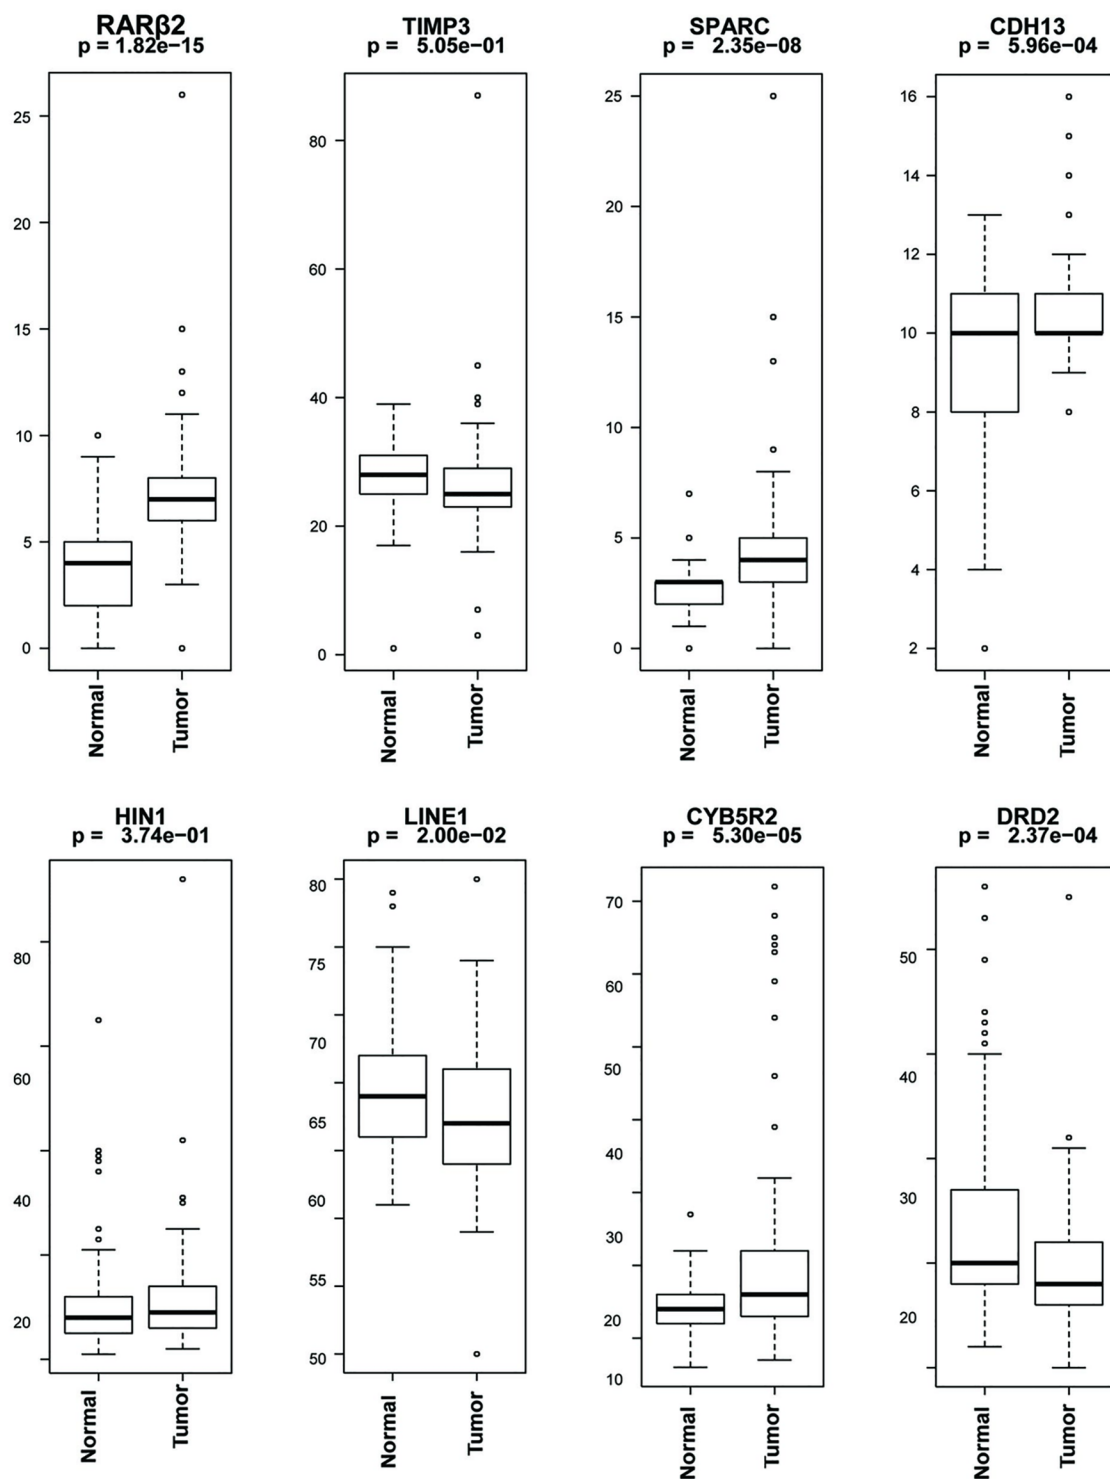 RARβ2 TIMP3 SPARC CDH13
p = 1.82e−15 p = 5.05e−01 p = 2.35e−08 p = 5.96e−04
25 80 25 16
20 60 20 14
15 40 15 12
10 20 10 10
5 0 5 8
0 0 6
4
2
Normal Tumor Normal Tumor Normal Tumor Normal Tumor
HIN1 LINE1 CYB5R2 DRD2
p = 3.74e−01 p = 2.00e−02 p = 5.30e−05 p = 2.37e−04
80 80 70 50
60 75 60 40
40 70 50 30
20 65 40 20
60 30
55 20
50 10
Normal Tumor Normal Tumor Normal Tumor Normal Tumor